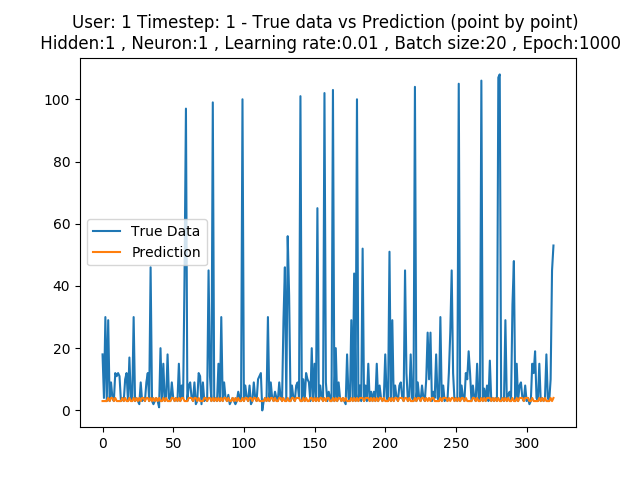 User: 1 Timestep: 1 - True data vs Prediction (point by point)
Hidden:1 , Neuron:1 , Learning rate:0.01 , Batch size:20 , Epoch:1000
100
80
60
True Data
Prediction
40
20
0
0 50 100 150 200 250 300